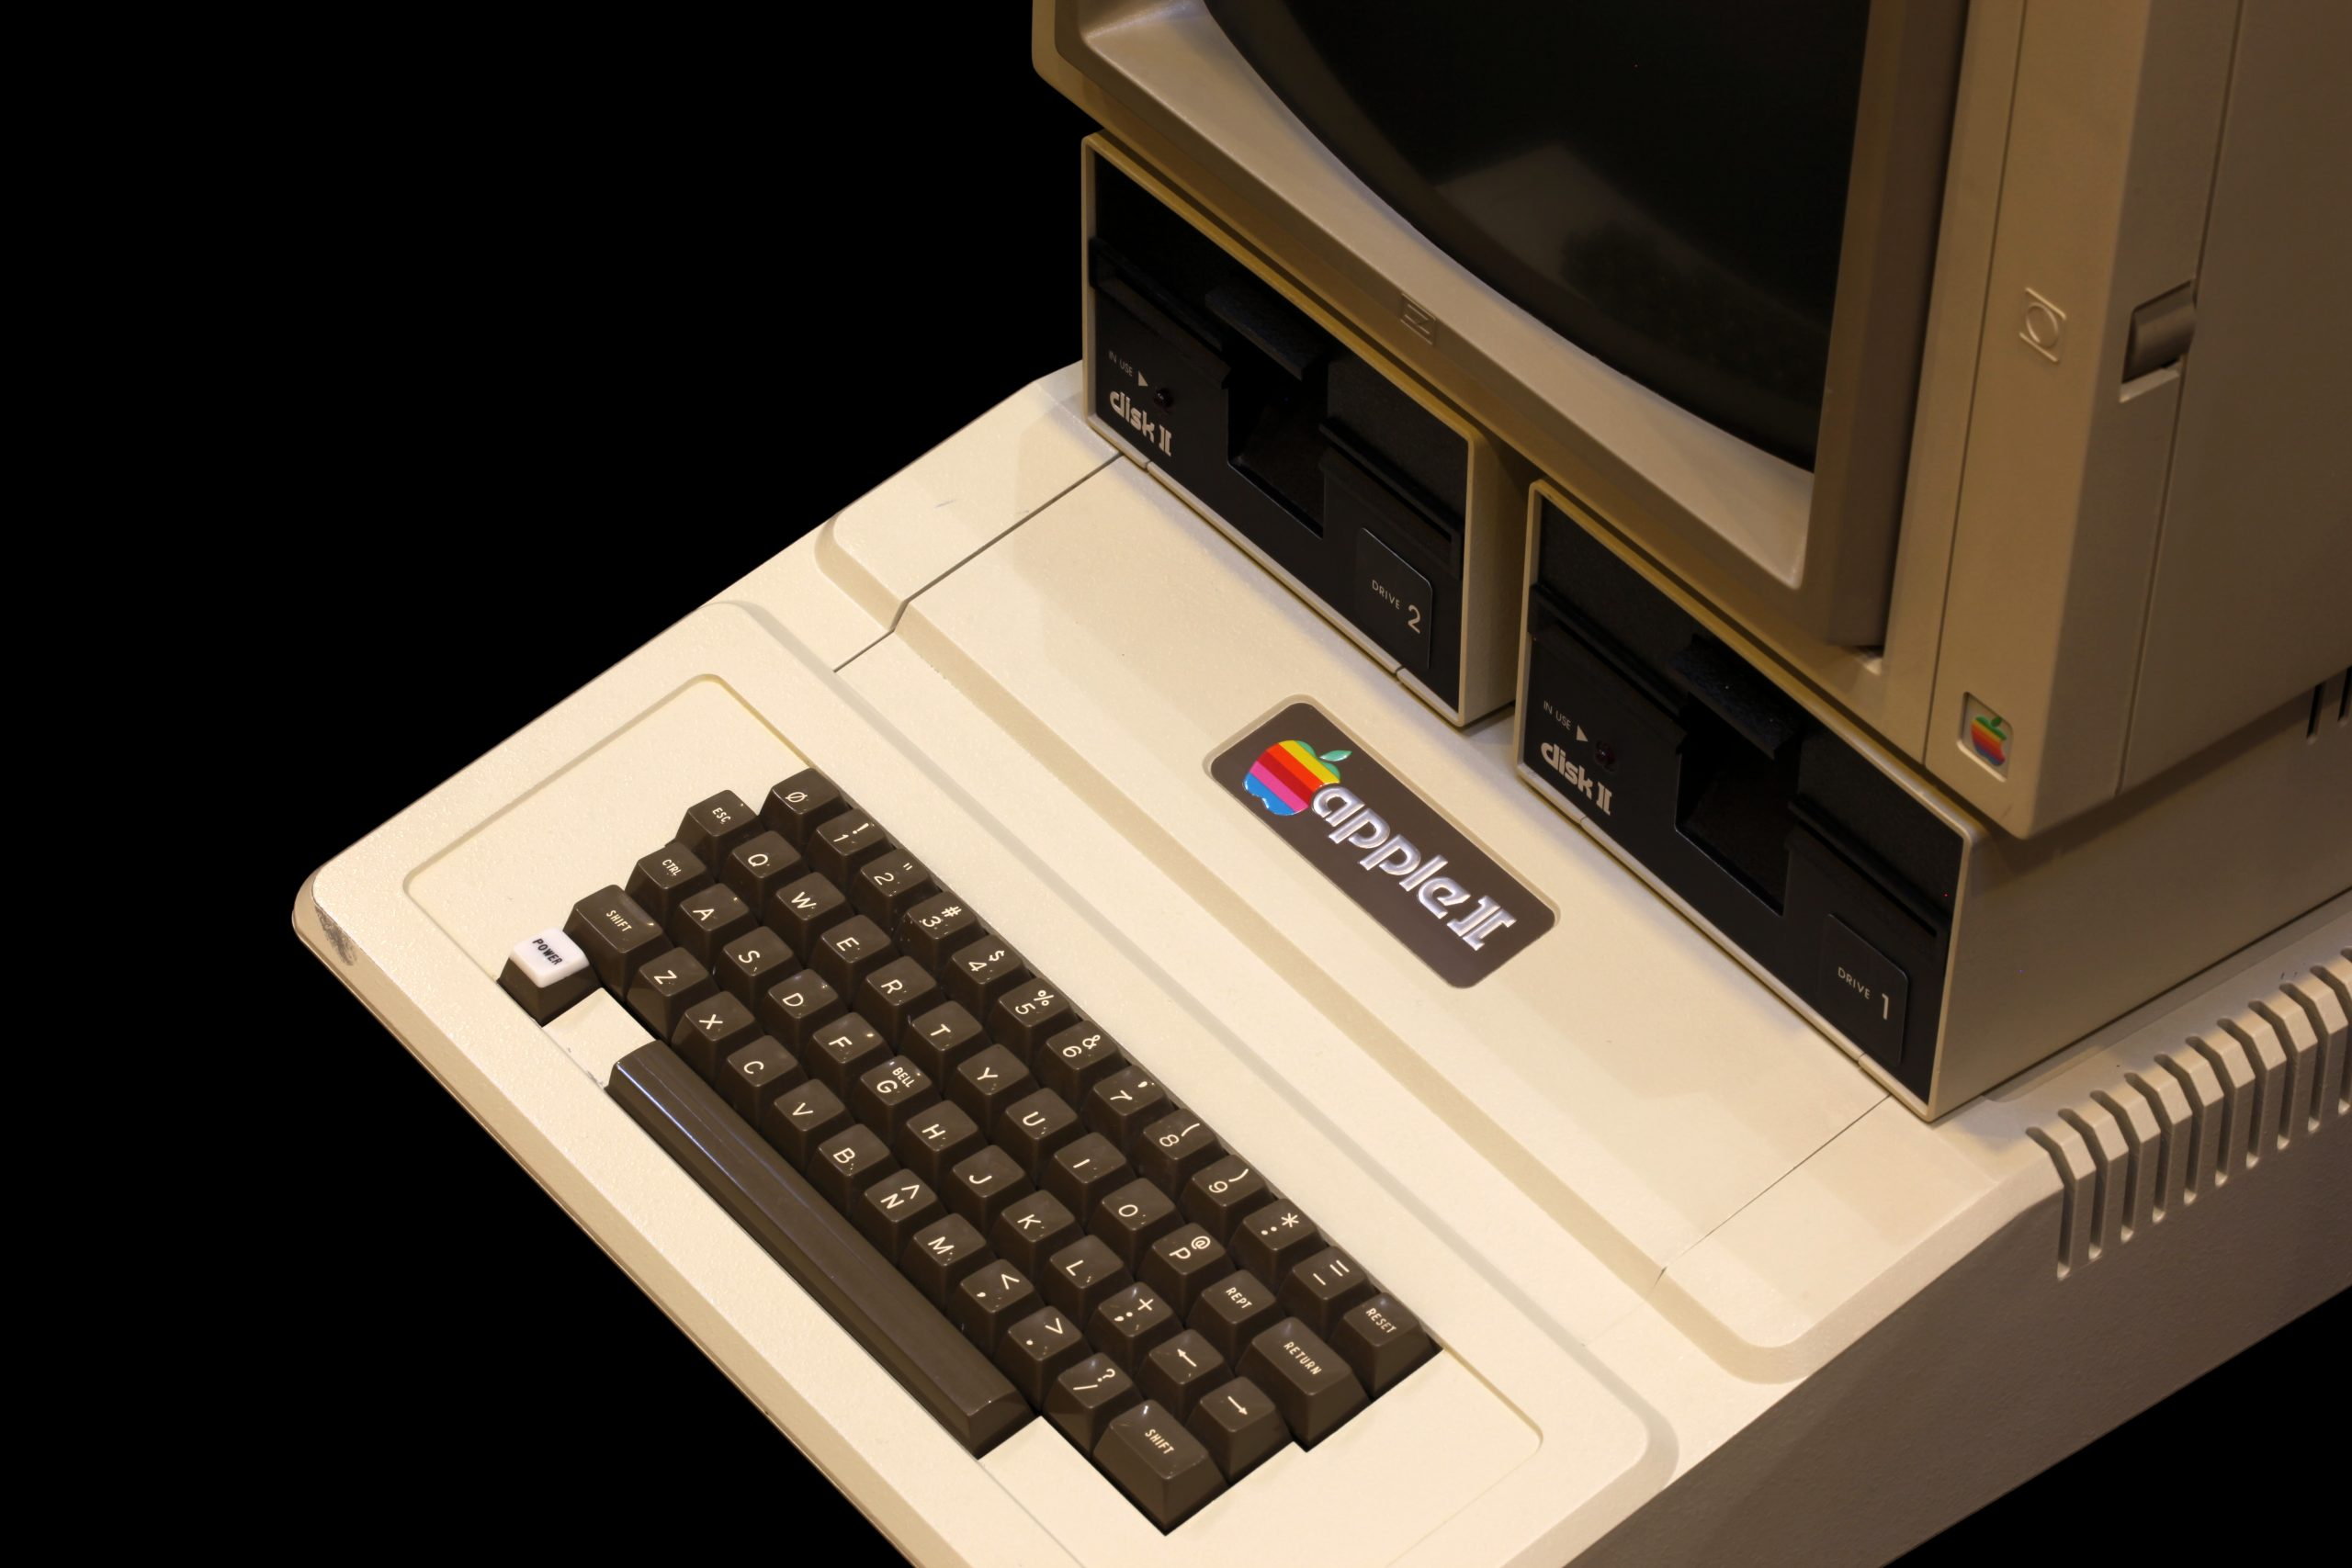 IN USE
disk II
DRIVE 2
IN USE
disk II
DRIVE 1
apple II
Ø ! 1 " 2 # 3 $ 4 % 5 & 6 ' 7 ( 8 ) 9 * : = - RESET
ESC Q W E R T Y U I O @ P REPT RETURN
CTRL A S D F BELL G H J K L + ; ← →
SHIFT Z X C V B ^ N M < , > . ? / SHIFT
POWER